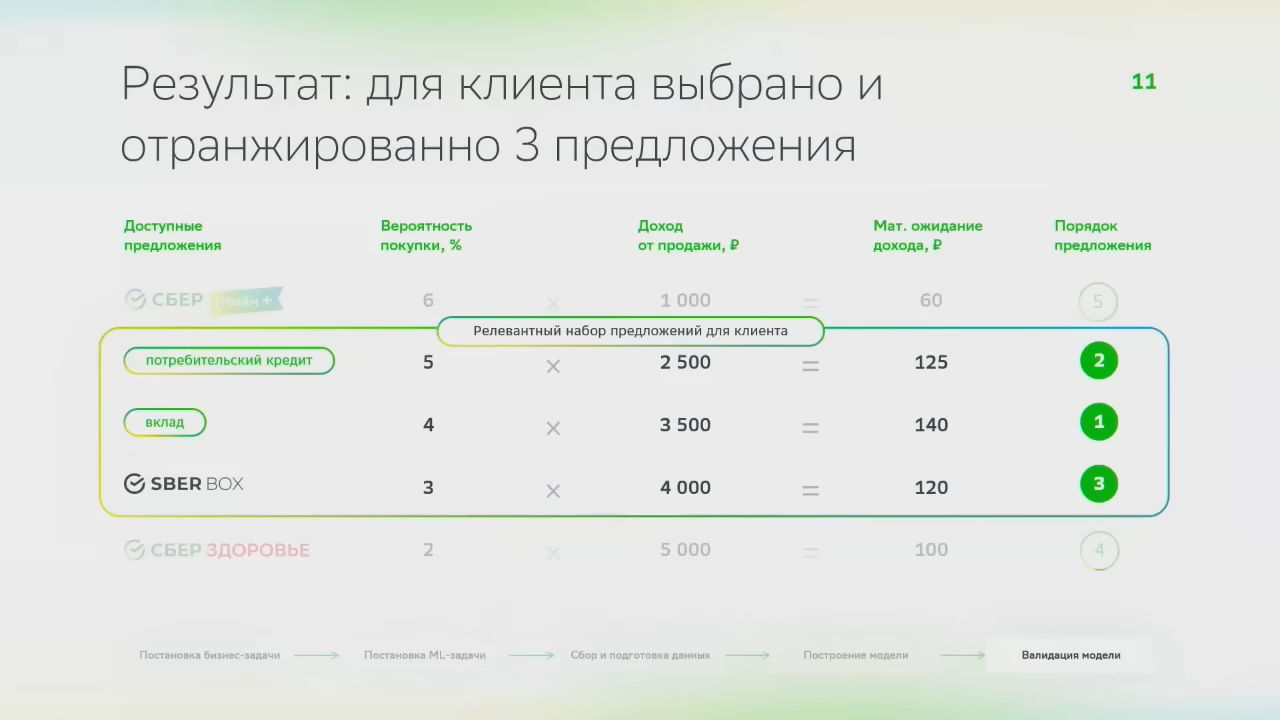 Результат: для клиента выбрано и
11
отранжированно 3 предложения
Доступные предложения
Вероятность покупки, %
Доход от продажи, ₽
Мат. ожидание дохода, ₽
Порядок предложения
СБЕР Прайм + 6 × 1 000 = 60 5
Релевантный набор предложений для клиента
потребительский кредит 5 × 2 500 = 125 2
вклад 4 × 3 500 = 140 1
SBER BOX 3 × 4 000 = 120 3
СБЕР ЗДОРОВЬЕ 2 × 5 000 = 100 4
Постановка бизнес-задачи
Постановка ML-задачи
Сбор и подготовка данных
Построение модели
Валидация модели